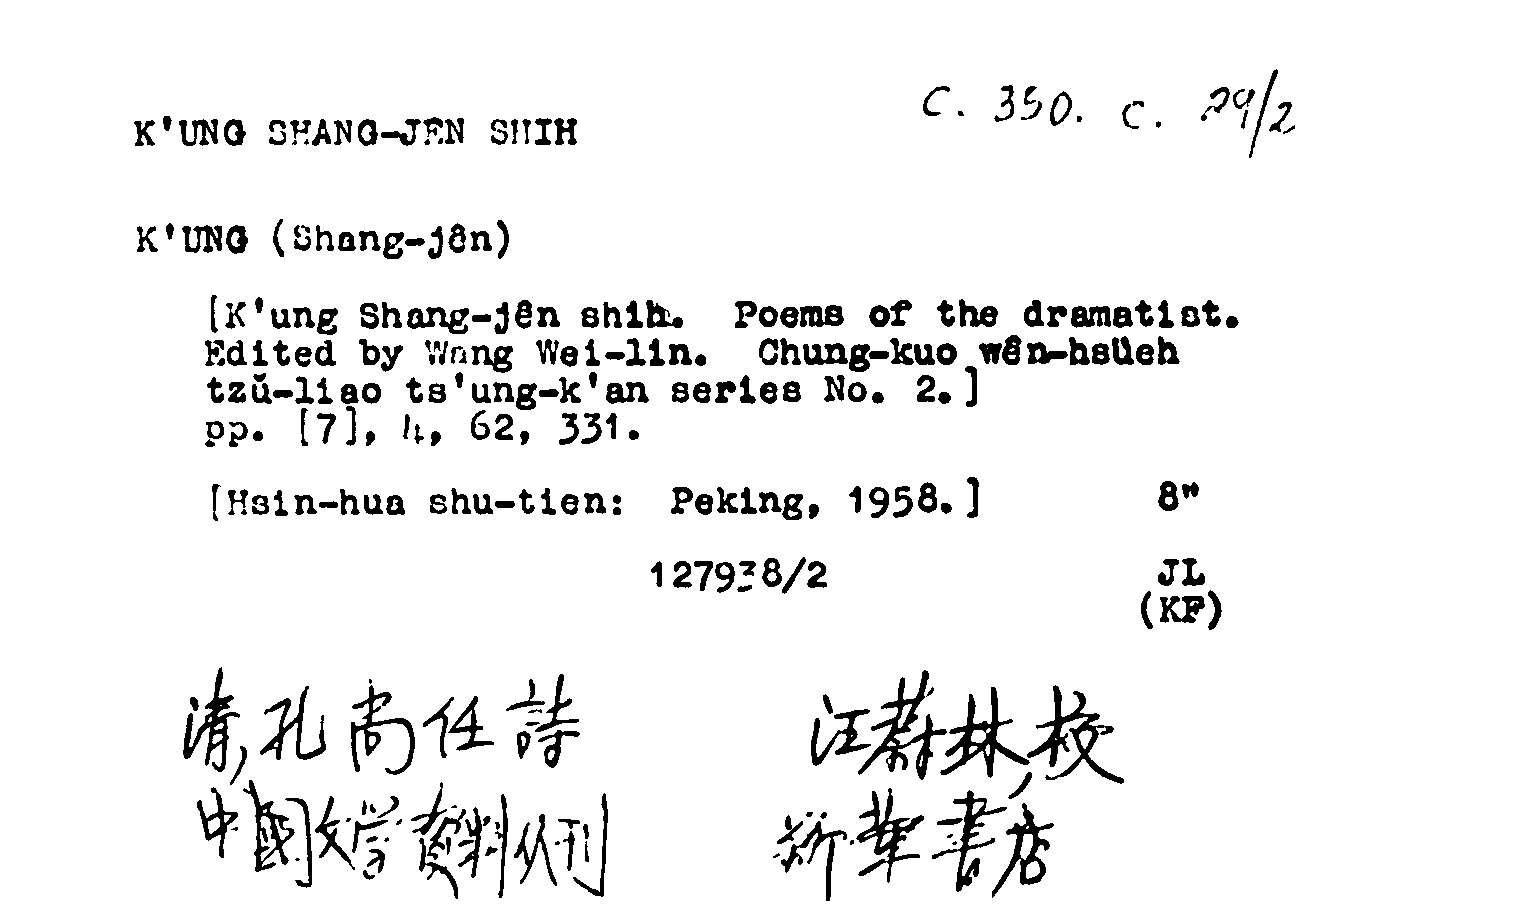 C. 350. c. 29/2
K'UNG SHANG-JEN SHIH
K'UNG (Shang-jên)
[K'ung Shang-jên shih. Poems of the dramatist.
Edited by Wang Wei-lin. Chung-kuo wên-hsüeh
tzŭ-liao ts'ung-k'an series No. 2.]
pp. [7], 4, 62, 331.
[Hsin-hua shu-tien: Peking, 1958.] 8"
127938/2 JL
(KF)
清, 孔尚任詩 汪蔚林, 校
中國文学資料从刊 新華書店